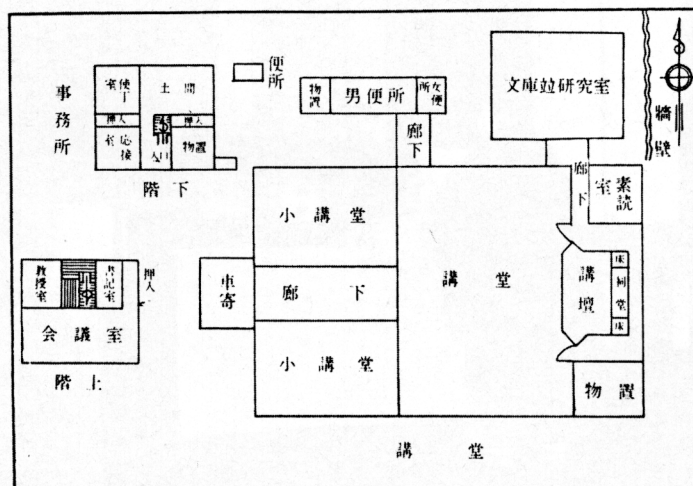 事務所
小使室
土間
押入
押入
応接室
入口
物置
階下
便所
物置
男便所
女便所
廊下
文庫竝研究室
牆壁
廊下
素読室
小講堂
車寄
廊下
小講堂
講堂
講壇
床
祠堂
床
物置
教授室
書記室
押入
会議室
階上
講堂